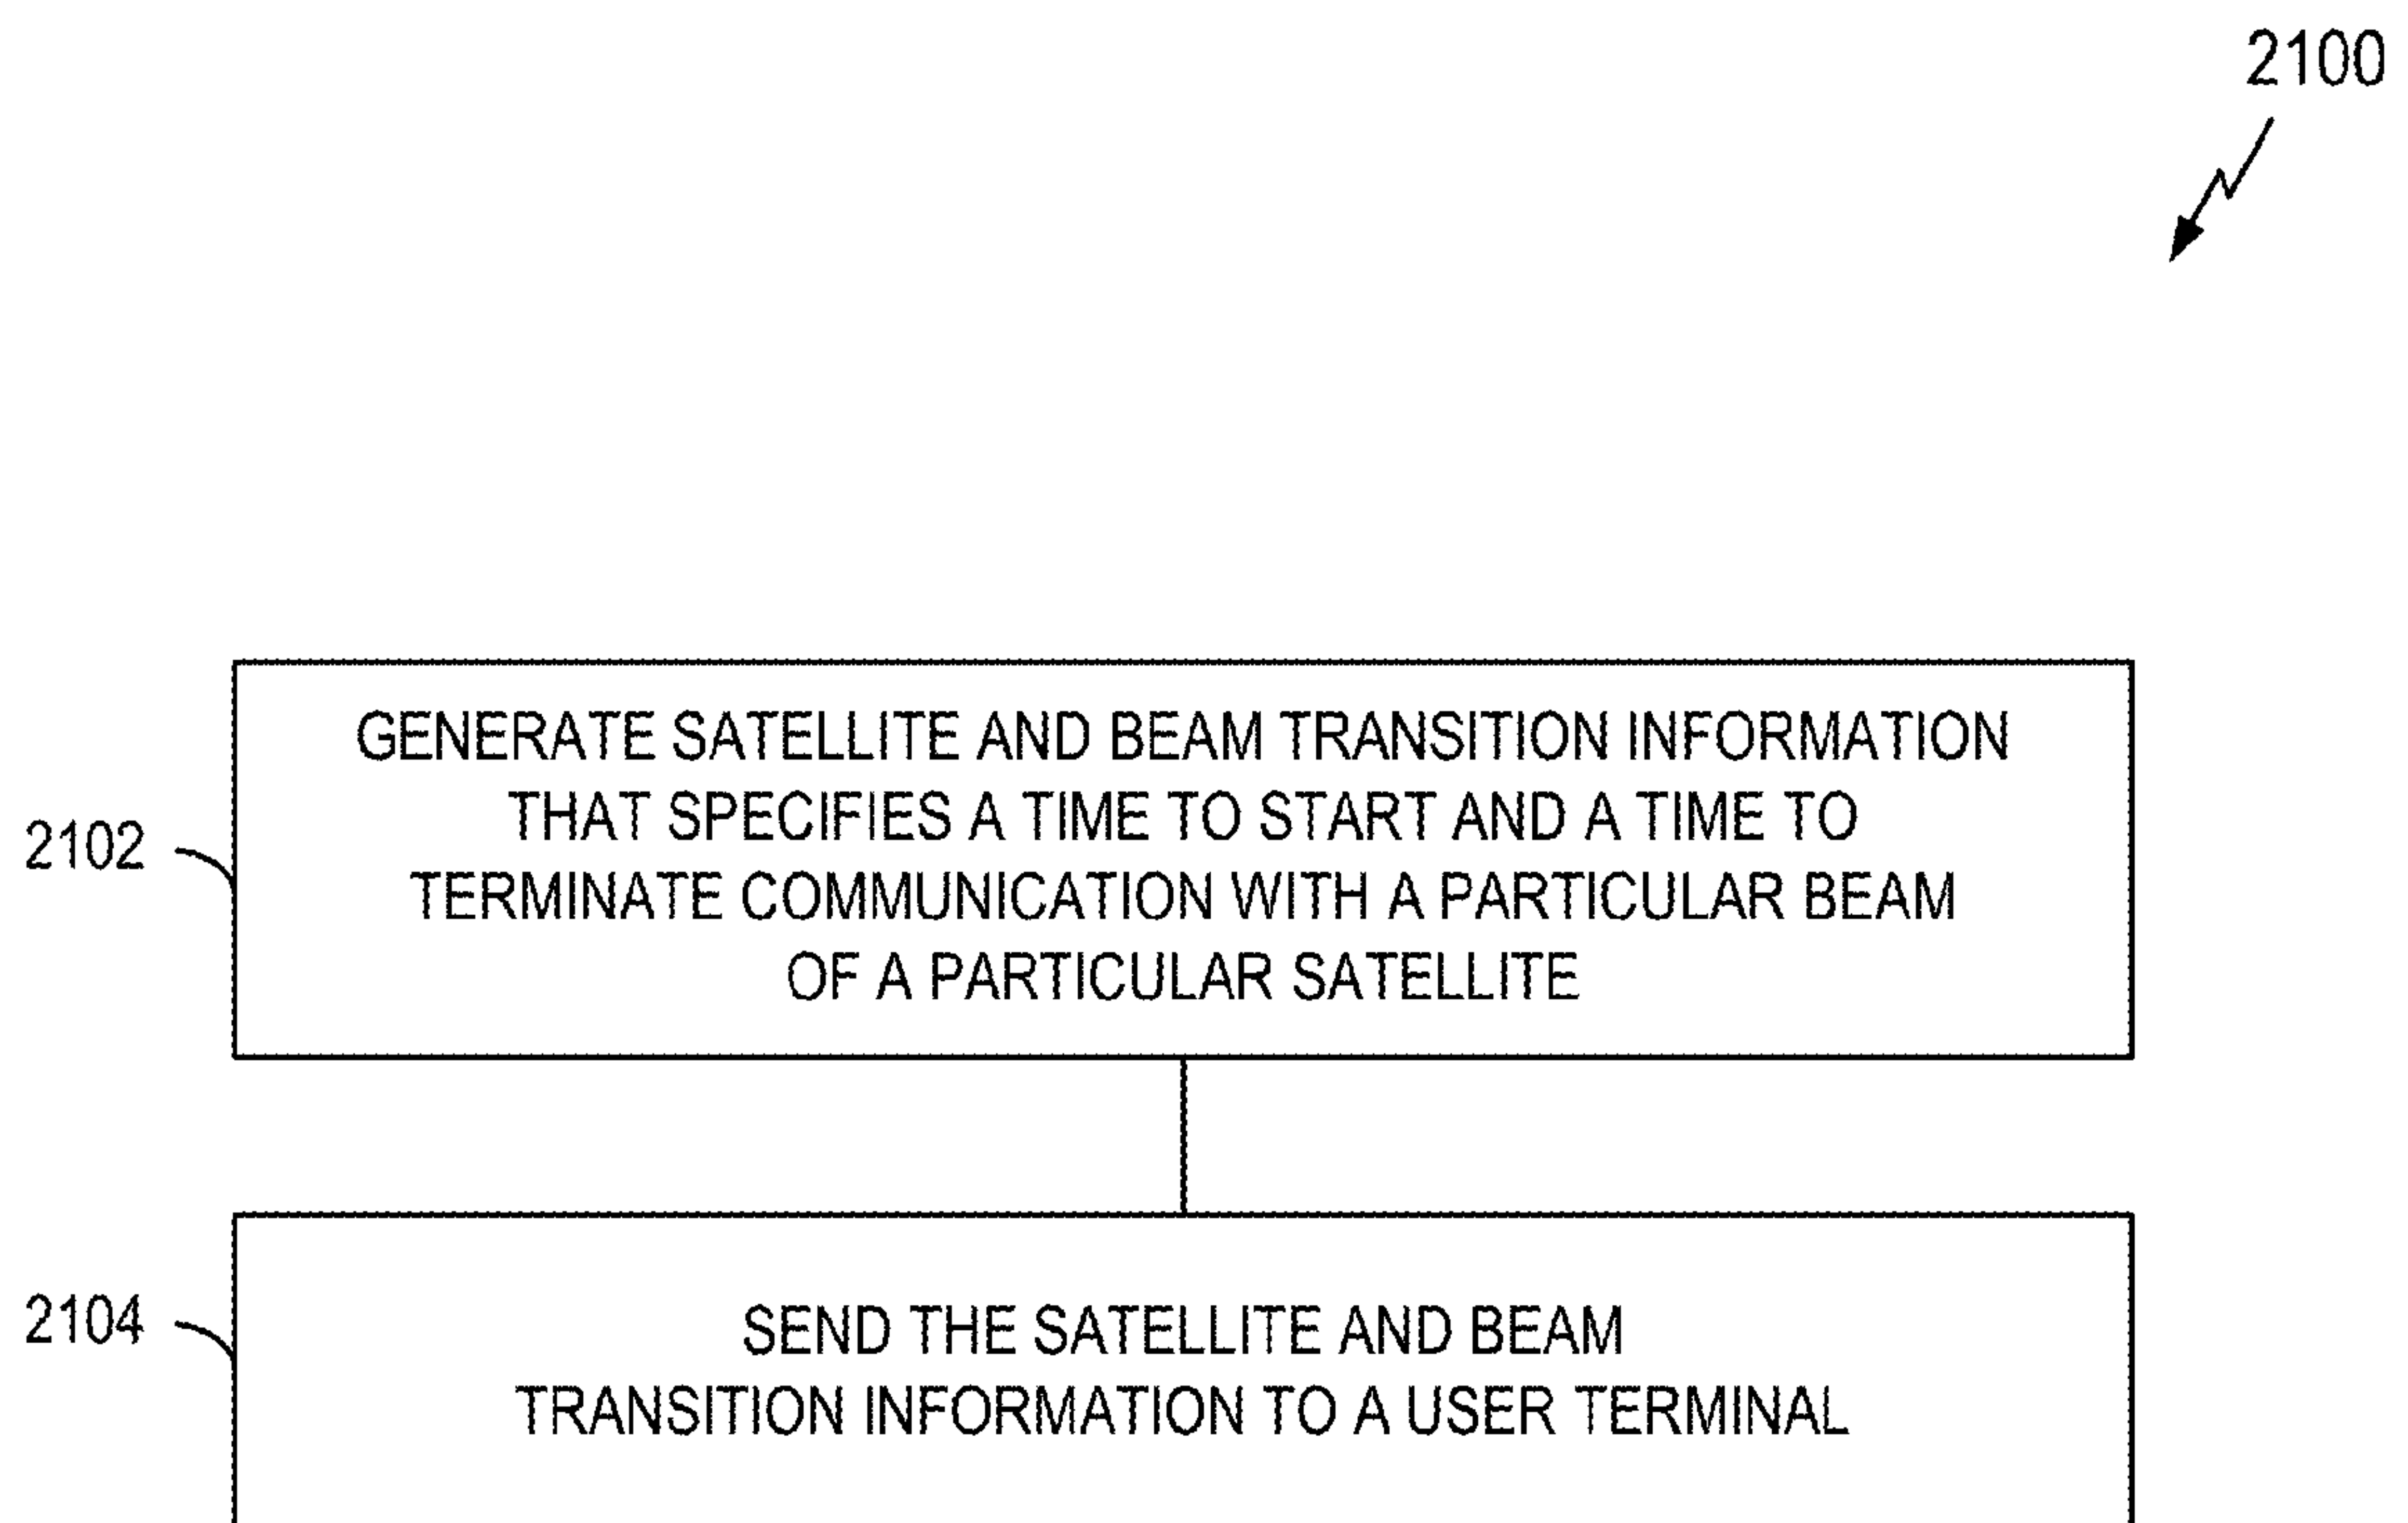 2100
GENERATE SATELLITE AND BEAM TRANSITION INFORMATION
THAT SPECIFIES A TIME TO START AND A TIME TO
TERMINATE COMMUNICATION WITH A PARTICULAR BEAM
OF A PARTICULAR SATELLITE
2102
SEND THE SATELLITE AND BEAM
TRANSITION INFORMATION TO A USER TERMINAL
2104